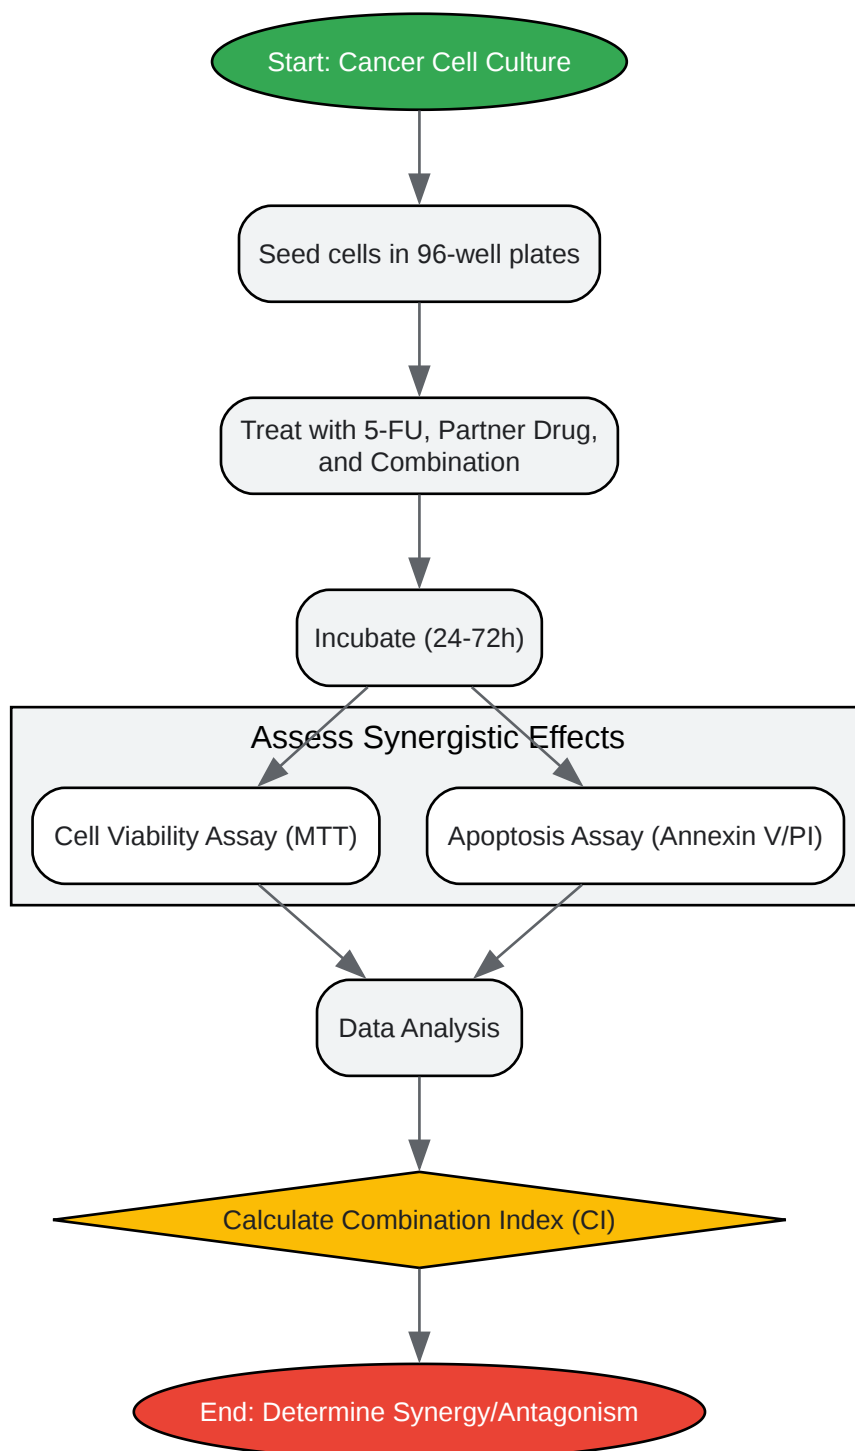 Start: Cancer Cell Culture
Seed cells in 96-well plates
Treat with 5-FU, Partner Drug,
and Combination
Incubate (24-72h)
Assess Synergistic Effects
Cell Viability Assay (MTT)
Apoptosis Assay (Annexin V/PI)
Data Analysis
Calculate Combination Index (CI)
End: Determine Synergy/Antagonism